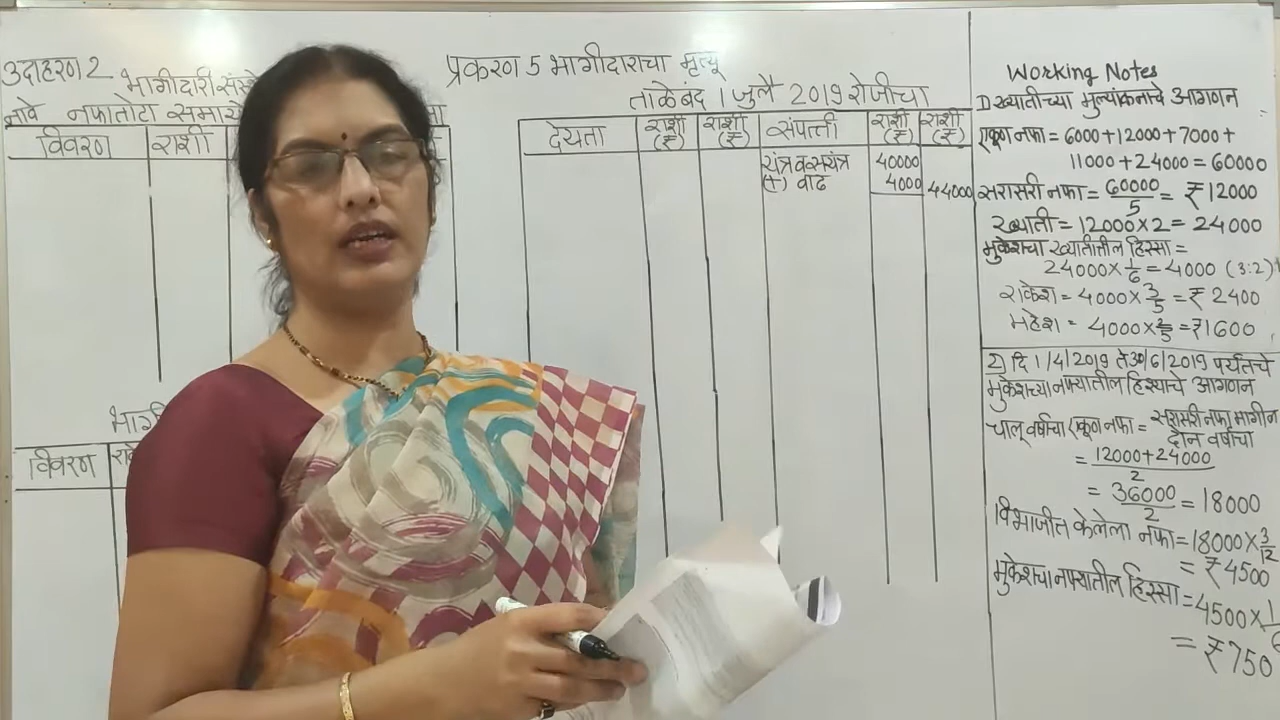 उदाहरण 2
प्रकरण 5 भागीदाराचा मृत्यू
भागीदारी संस्थे
नावे नफातोटा समायो
विवरण राशी
ताळेबंद 1 जुलै 2019 रोजीचा
देयता राशी (₹) राशी (₹) संपत्ती राशी (₹) राशी (₹)
यंत्र व सयंत्र 40000
(+) वाढ 4000 44000
विवरण
Working Notes
1) ख्यातीच्या मुल्यांकनाचे आगणन
एकूण नफा = 6000+12000+7000+
11000+24000 = 60000
सरासरी नफा = 60000/5 = ₹ 12000
ख्याती = 12000×2 = 24000
मुकेशचा ख्यातीतील हिस्सा =
24000×1/6 = 4000 (3:2)
राकेश = 4000×3/5 = ₹ 2400
महेश = 4000×2/5 = ₹1600
2) दि 1/4/2019 ते 30/6/2019 पर्यंतचे
मुकेशच्या नफ्यातील हिश्याचे आगणन
चालू वर्षाचा एकूण नफा = सरासरी नफा मागील
दोन वर्षाचा
= 12000+24000/2
= 36000/2 = 18000
विभाजीत केलेला नफा = 18000×3/12
= ₹ 4500
मुकेशचा नफ्यातील हिस्सा = 4500×1/6
= ₹ 750